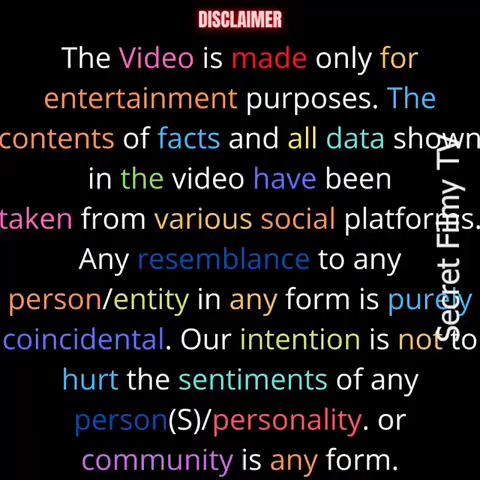 DISCLAIMER
The Video is made only for
entertainment purposes. The
contents of facts and all data shown
in the video have been
taken from various social platforms.
Any resemblance to any
person/entity in any form is purely
coincidental. Our intention is not to
hurt the sentiments of any
person(S)/personality. or
community is any form.
Secret Filmy TV